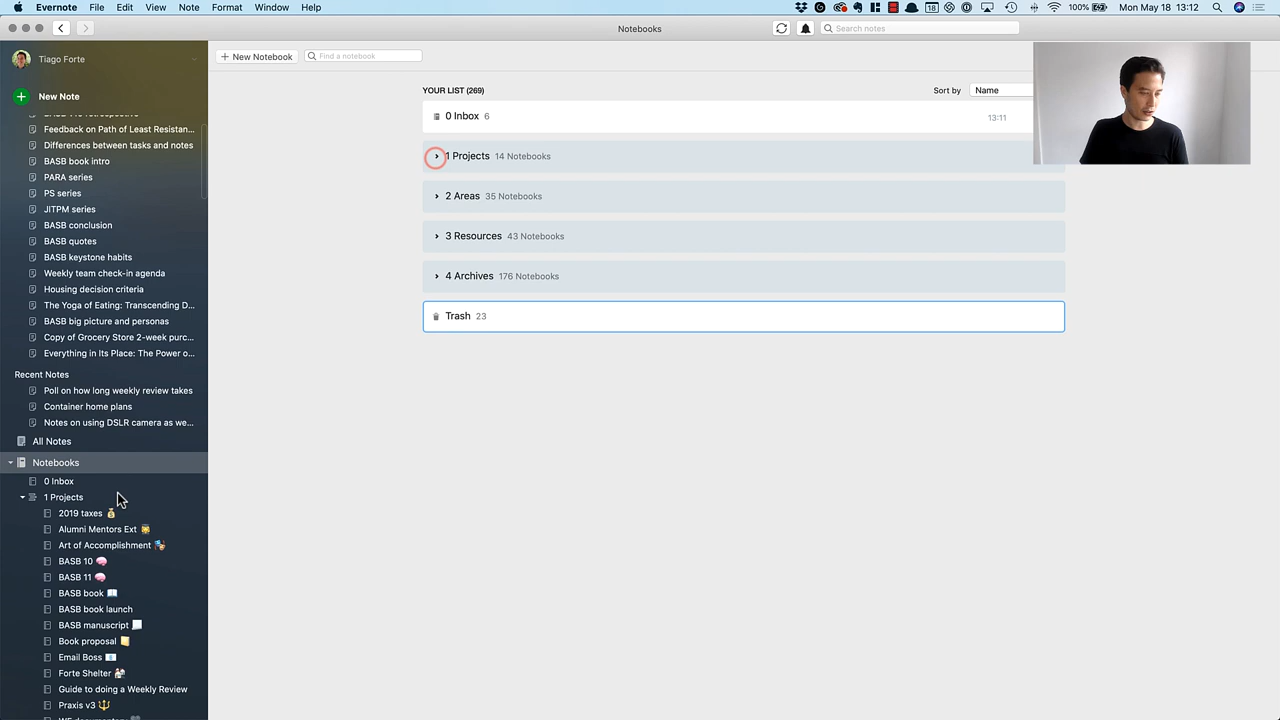 Evernote File Edit View Note Format Window Help 18 100% Mon May 18 13:12
Notebooks
Search notes
Tiago Forte
+ New Notebook
Find a notebook
New Note
Feedback on Path of Least Resistan...
Differences between tasks and notes
BASB book intro
PARA series
PS series
JITPM series
BASB conclusion
BASB quotes
BASB keystone habits
Weekly team check-in agenda
Housing decision criteria
The Yoga of Eating: Transcending D...
BASB big picture and personas
Copy of Grocery Store 2-week purc...
Everything in Its Place: The Power o...
Recent Notes
Poll on how long weekly review takes
Container home plans
Notes on using DSLR camera as we...
All Notes
Notebooks
0 Inbox
1 Projects
2019 taxes 💰
Alumni Mentors Ext
Art of Accomplishment
BASB 10 🧠
BASB 11 🧠
BASB book 📖
BASB book launch
BASB manuscript 📃
Book proposal
Email Boss 📧
Forte Shelter
Guide to doing a Weekly Review
Praxis v3 🔱
YOUR LIST (269)
Sort by Name
0 Inbox 6 13:11
1 Projects 14 Notebooks
2 Areas 35 Notebooks
3 Resources 43 Notebooks
4 Archives 176 Notebooks
Trash 23